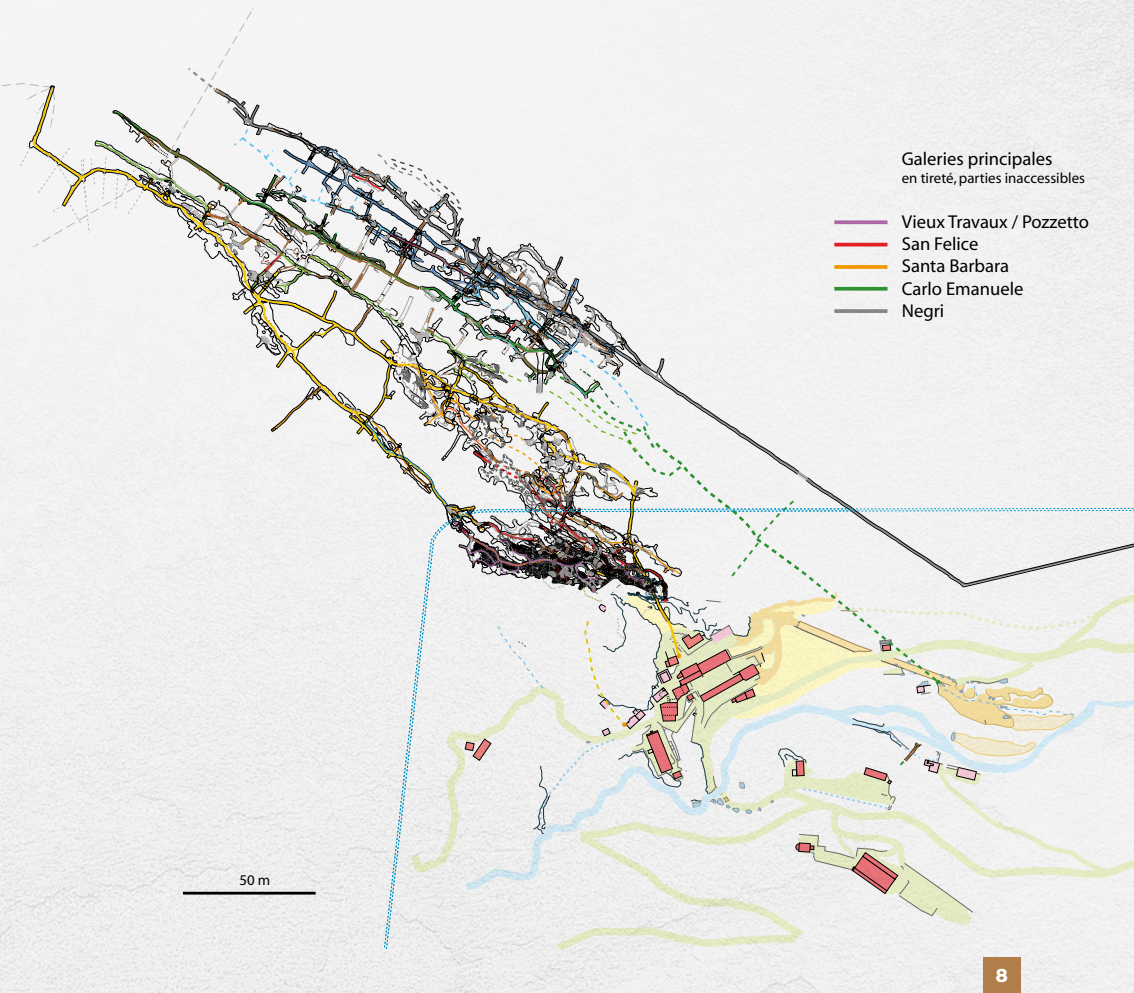 Galeries principales
en tireté, parties inaccessibles
Vieux Travaux / Pozzetto
San Felice
Santa Barbara
Carlo Emanuele
Negri
50 m
8